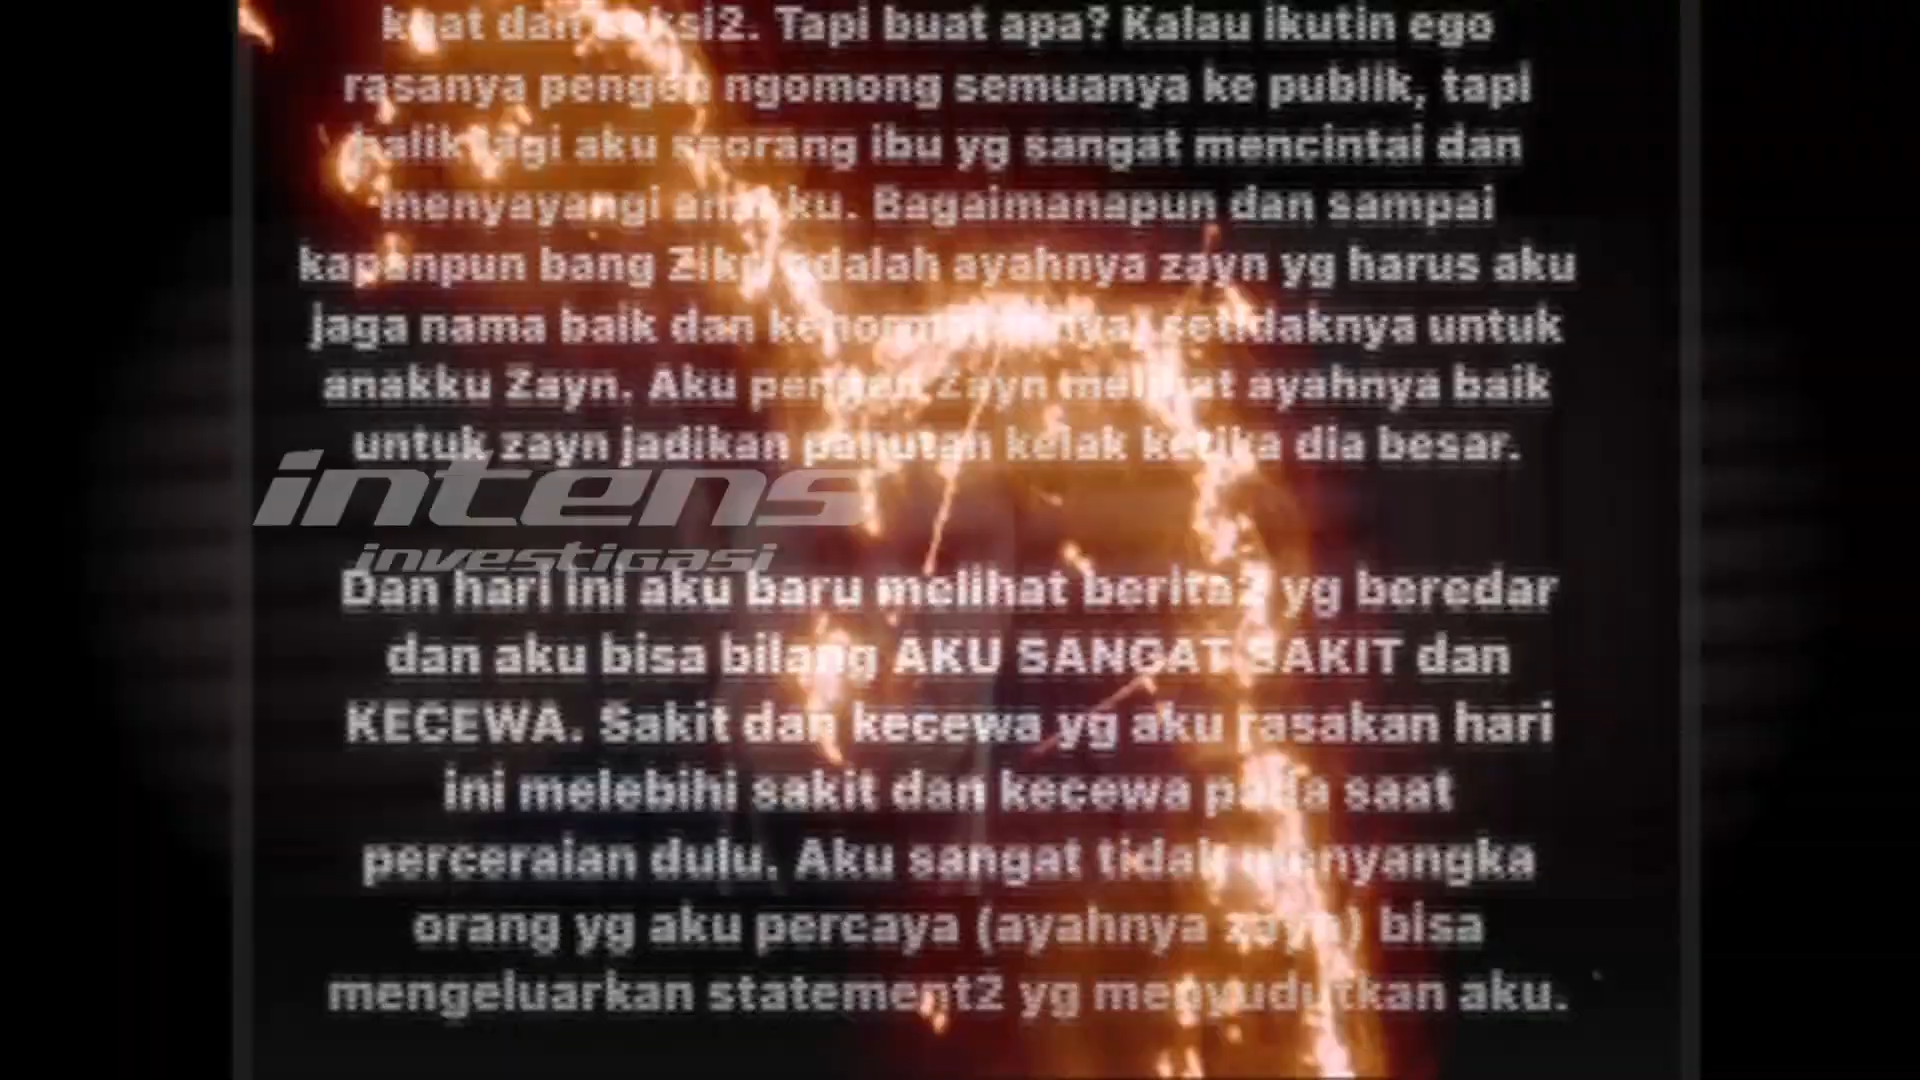 kuat dan saksi2. Tapi buat apa? Kalau ikutin ego
rasanya pengen ngomong semuanya ke publik, tapi
balik lagi aku seorang ibu yg sangat mencintai dan
menyayangi anakku. Bagaimanapun dan sampai
kapanpun bang Zikri adalah ayahnya zayn yg harus aku
jaga nama baik dan kehormatannya, setidaknya untuk
anakku Zayn. Aku pengen Zayn melihat ayahnya baik
untuk zayn jadikan panutan kelak ketika dia besar.
intens
investigasi
Dan hari ini aku baru melihat berita2 yg beredar
dan aku bisa bilang AKU SANGAT SAKIT dan
KECEWA. Sakit dan kecewa yg aku rasakan hari
ini melebihi sakit dan kecewa pada saat
perceraian dulu. Aku sangat tidak menyangka
orang yg aku percaya (ayahnya zayn) bisa
mengeluarkan statement2 yg menyudutkan aku.